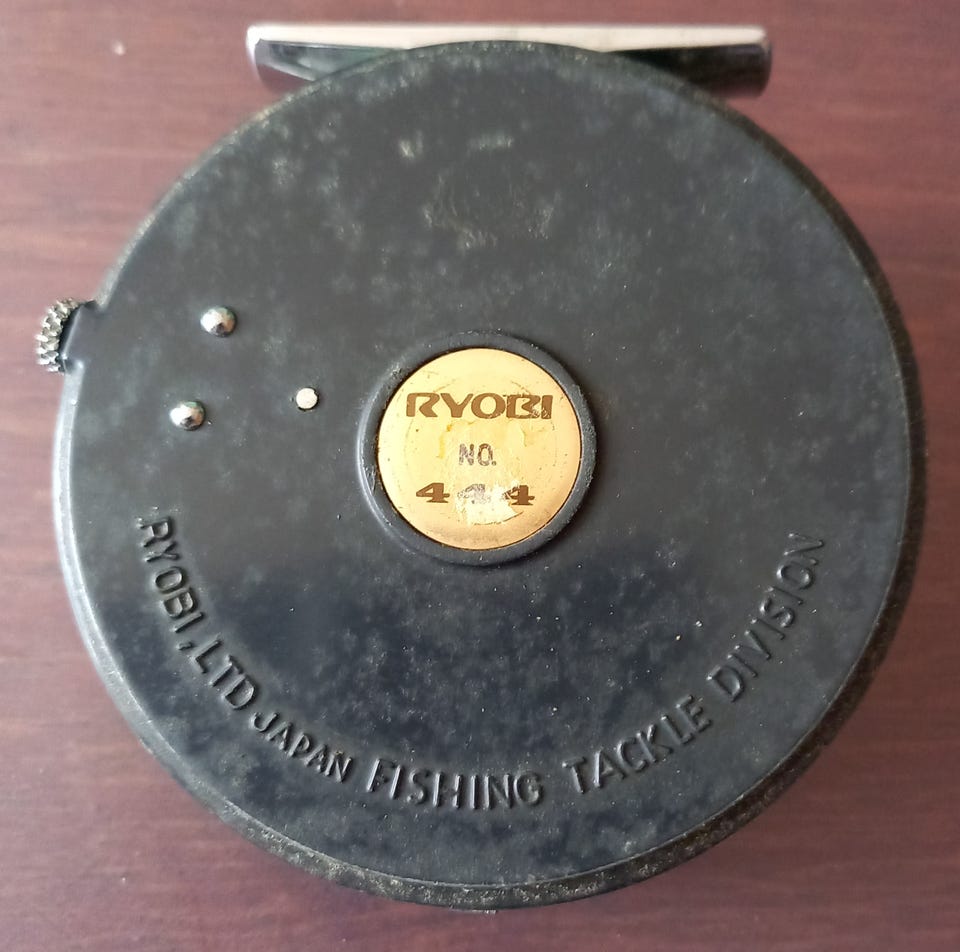 RYOBI
NO.
444
RYOBI, LTD JAPAN FISHING TACKLE DIVISION